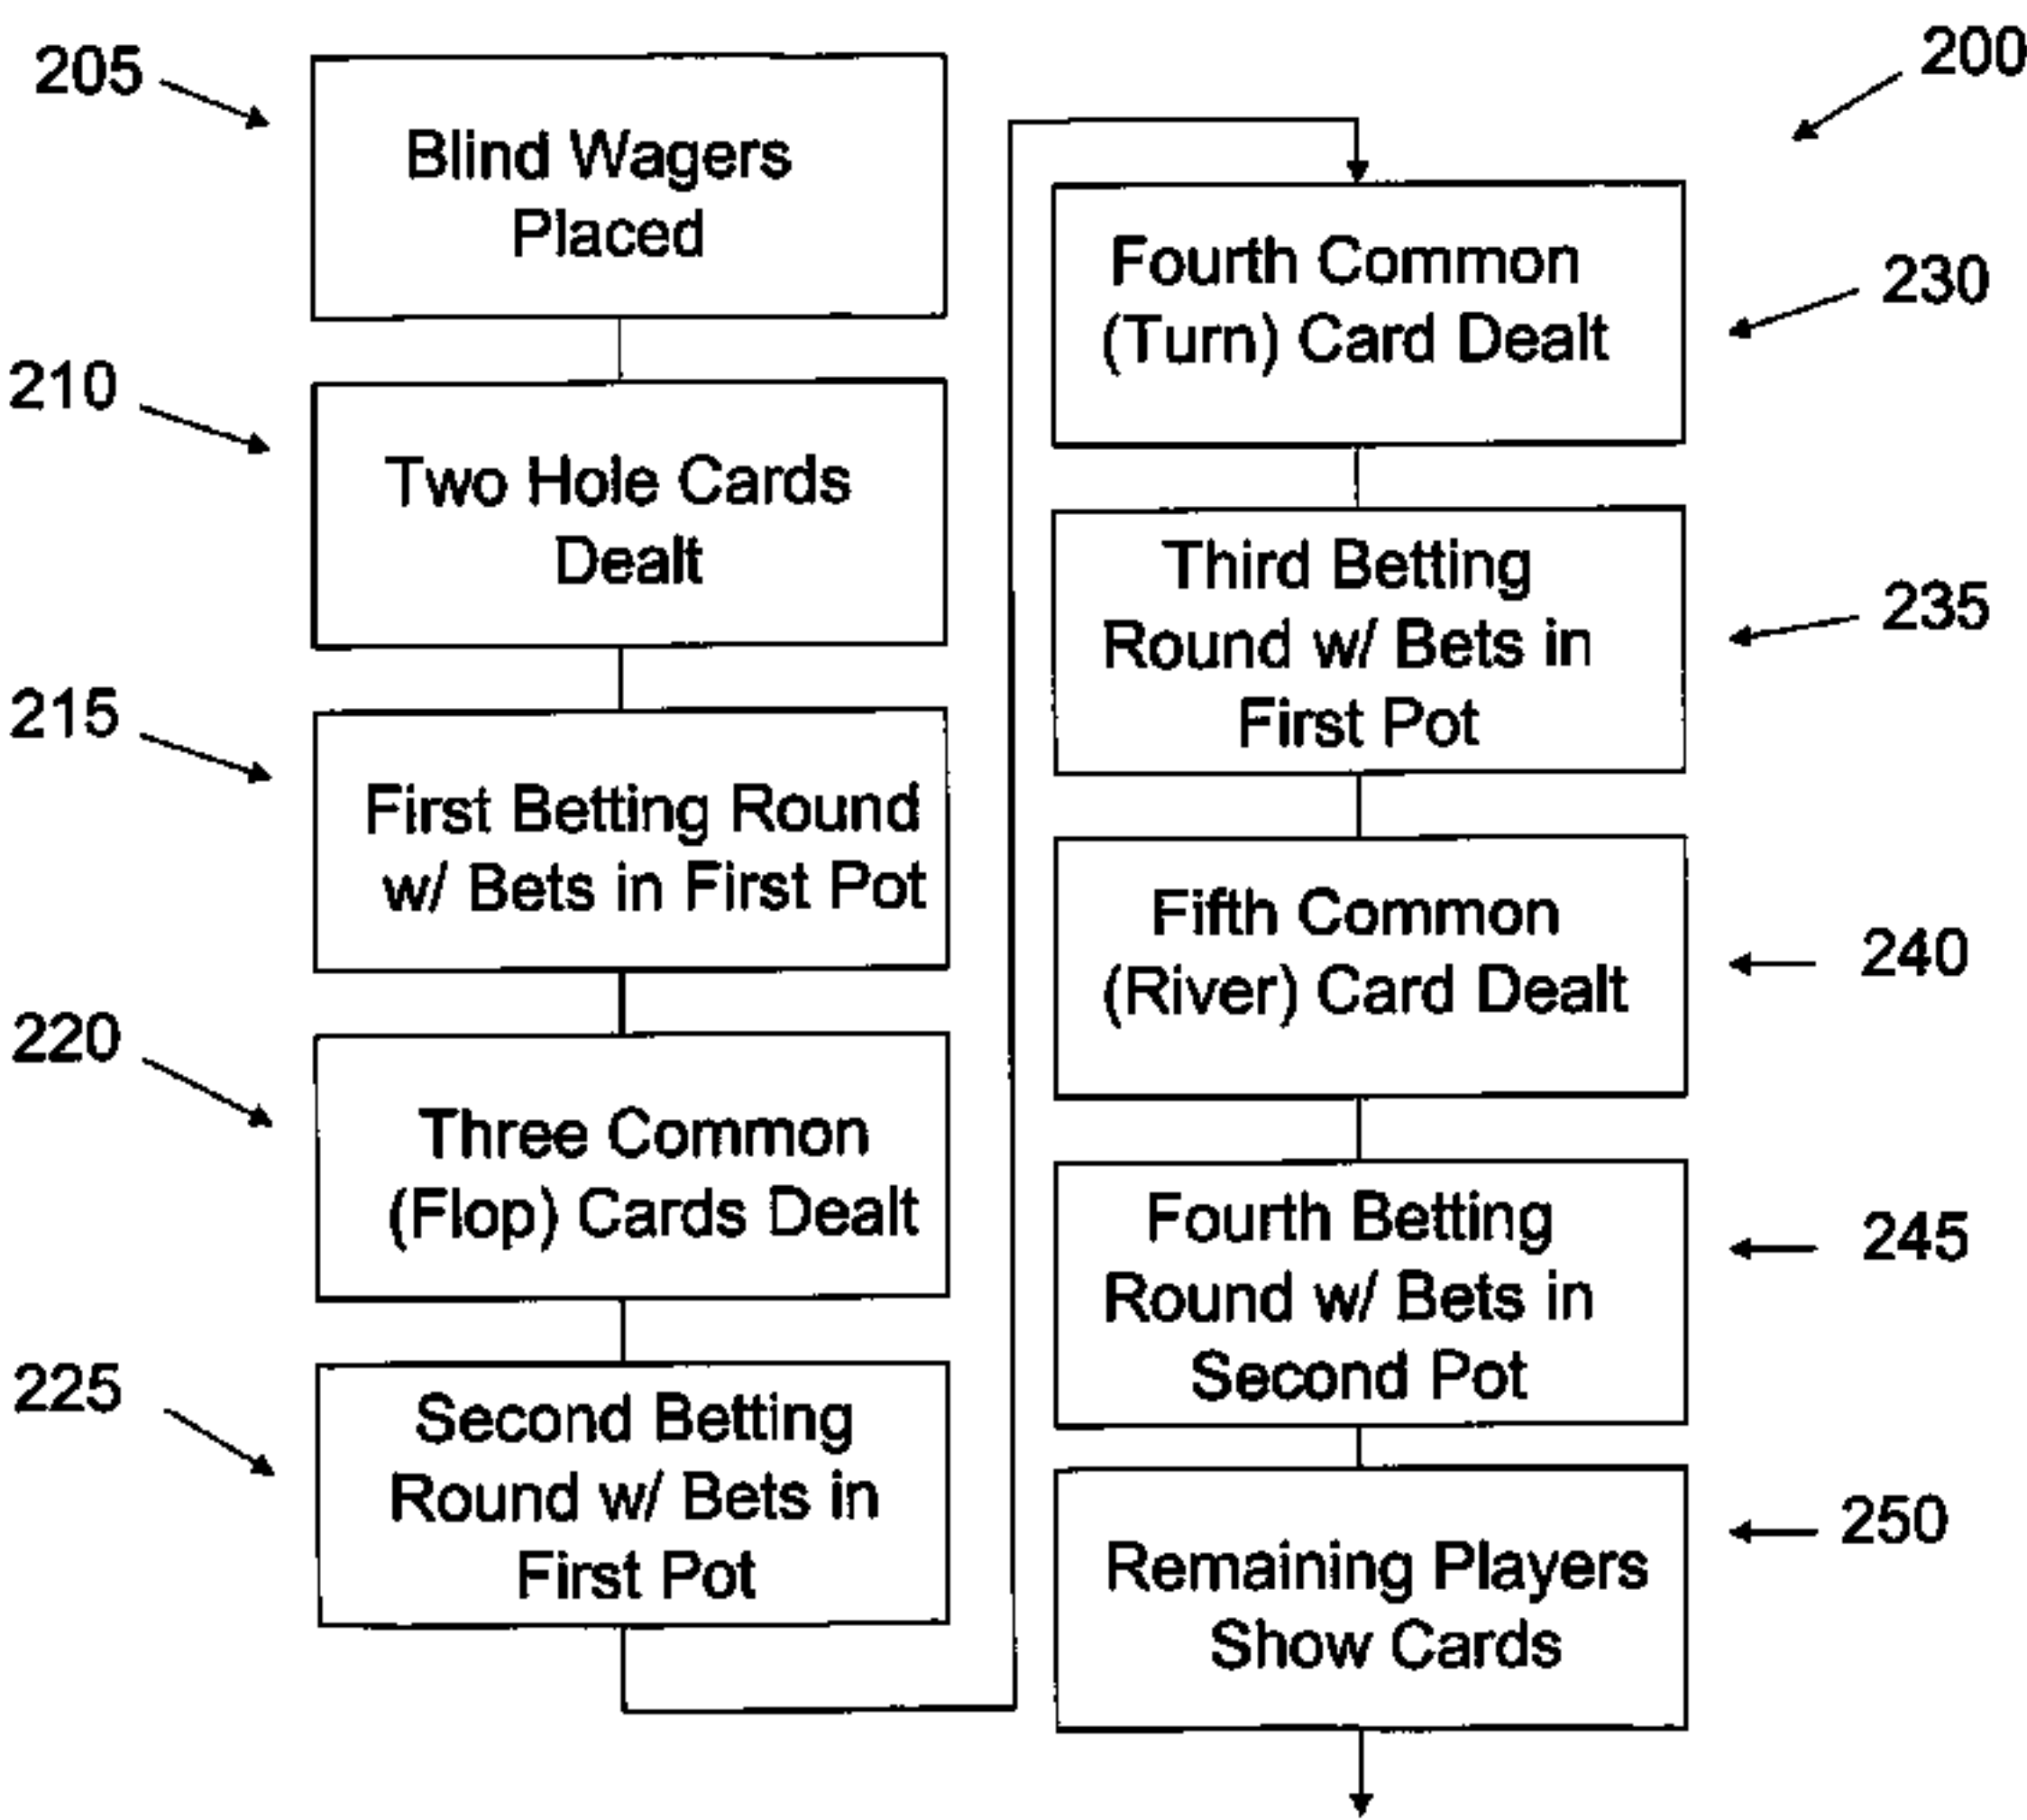 205
Blind Wagers
Placed
210
Two Hole Cards
Dealt
215
First Betting Round
w/ Bets in First Pot
220
Three Common
(Flop) Cards Dealt
225
Second Betting
Round w/ Bets in
First Pot
200
Fourth Common
(Turn) Card Dealt
230
Third Betting
Round w/ Bets in
First Pot
235
Fifth Common
(River) Card Dealt
240
Fourth Betting
Round w/ Bets in
Second Pot
245
Remaining Players
Show Cards
250